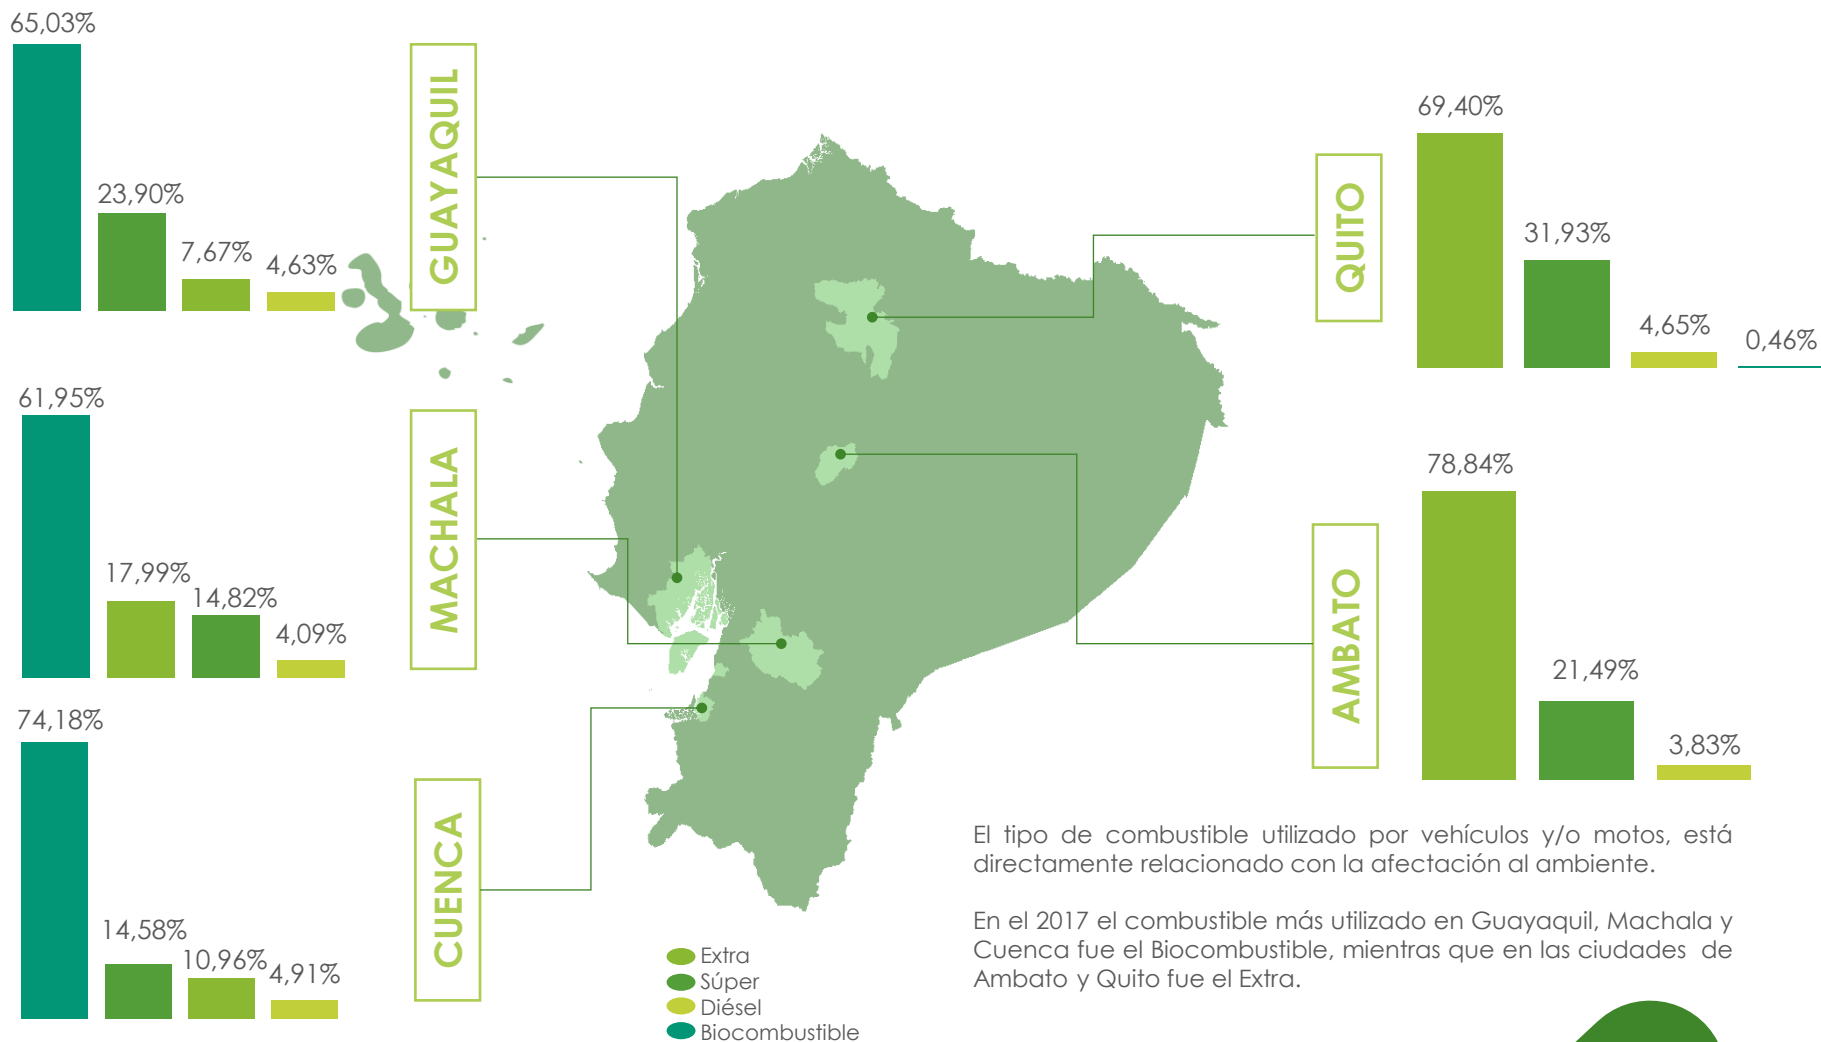 65,03%
23,90%
7,67%
4,63%
GUAYAQUIL
61,95%
17,99%
14,82%
4,09%
MACHALA
74,18%
14,58%
10,96%
4,91%
CUENCA
QUITO
69,40%
31,93%
4,65%
0,46%
AMBATO
78,84%
21,49%
3,83%
Extra
Súper
Diésel
Biocombustible
El tipo de combustible utilizado por vehículos y/o motos, está
directamente relacionado con la afectación al ambiente.
En el 2017 el combustible más utilizado en Guayaquil, Machala y
Cuenca fue el Biocombustible, mientras que en las ciudades de
Ambato y Quito fue el Extra.